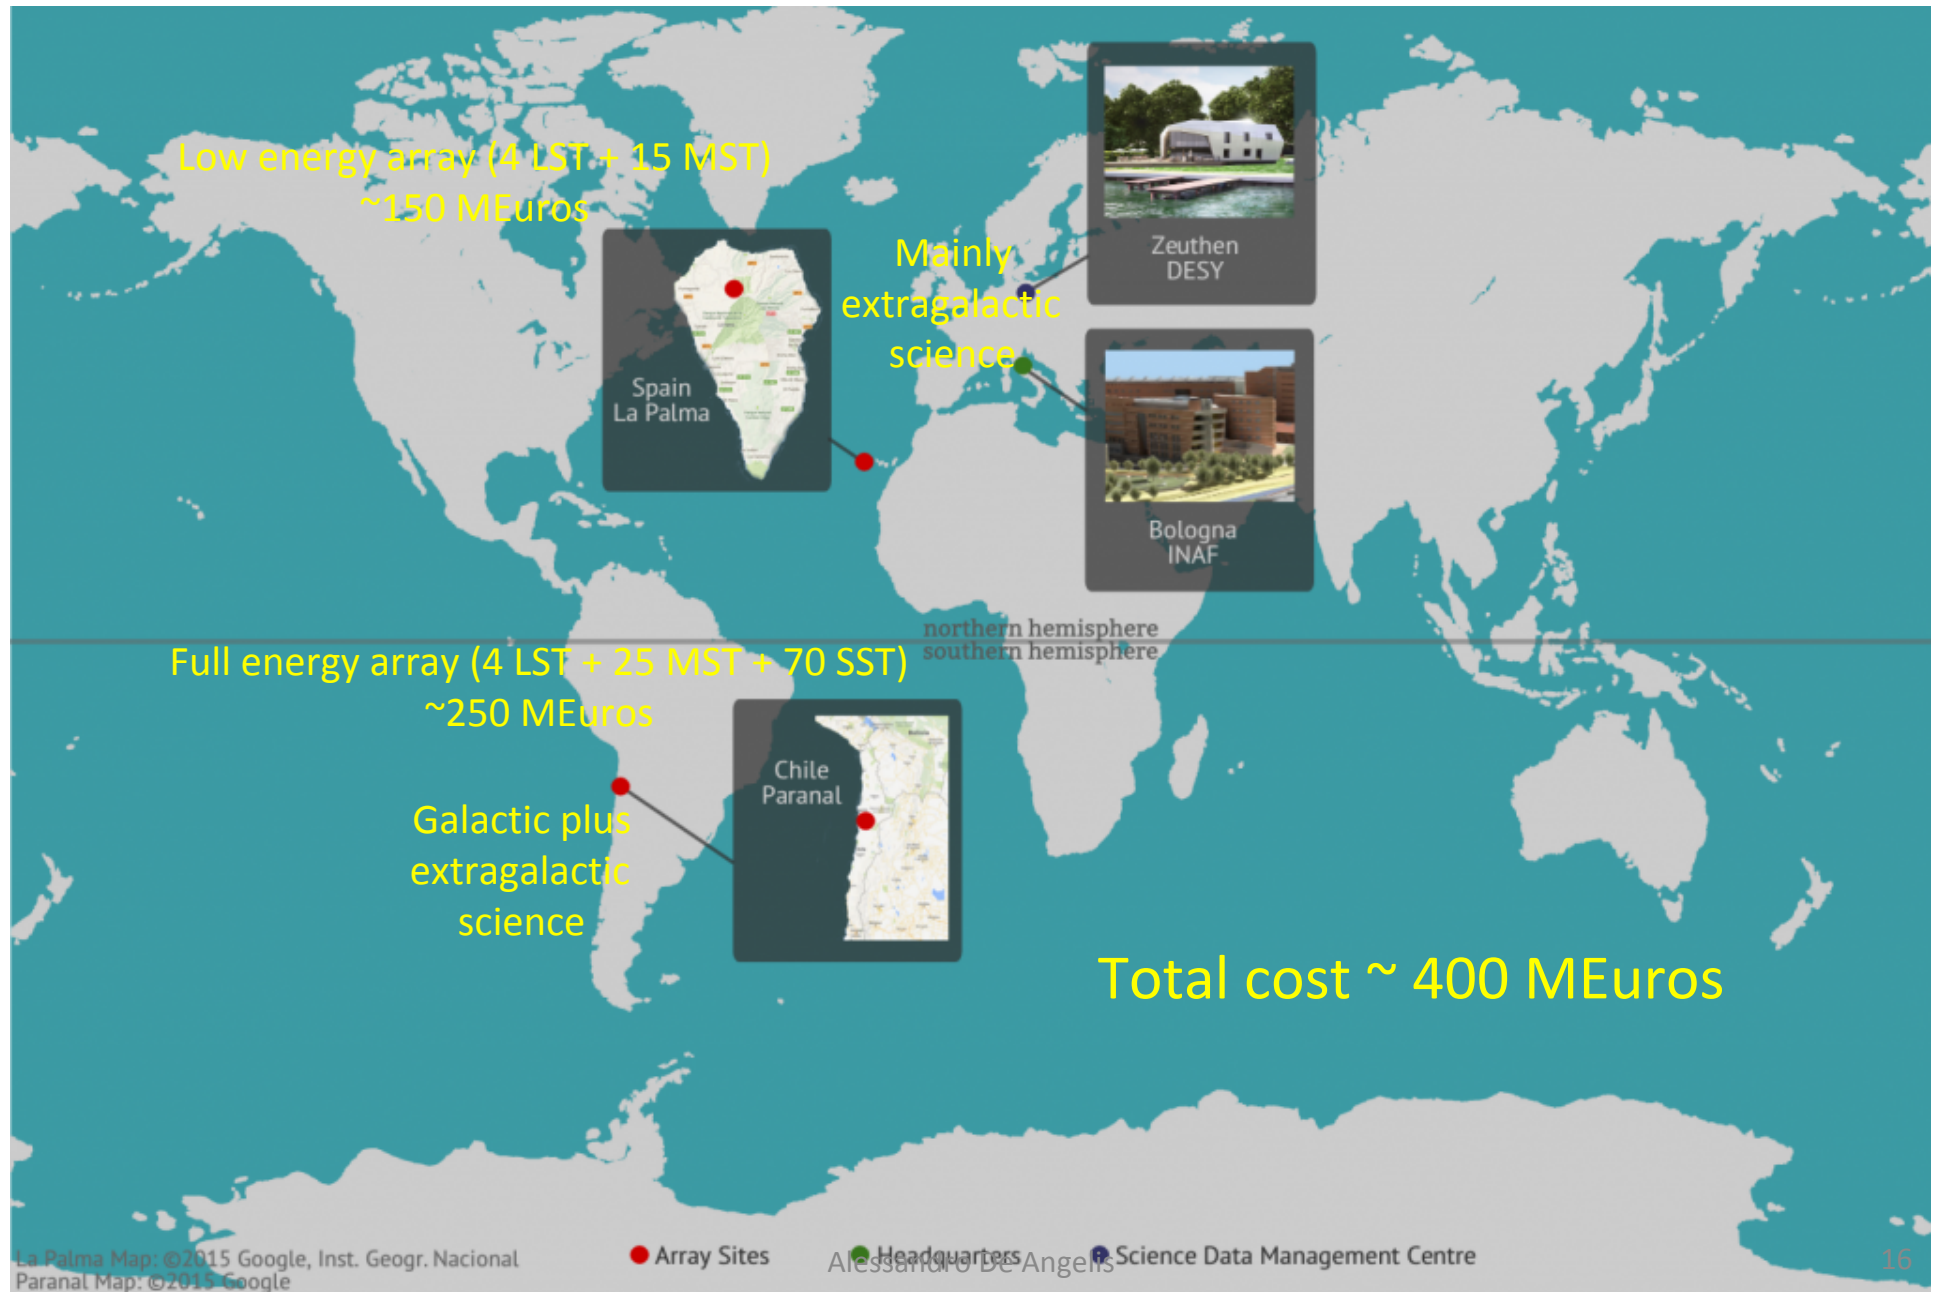 Low energy array (4 LST + 15 MST)
~150 MEuros
Zeuthen
DESY
Mainly
extragalactic
science
Spain
La Palma
Bologna
INAF
northern hemisphere
southern hemisphere
Full energy array (4 LST + 25 MST + 70 SST)
~250 MEuros
Chile
Paranal
Galactic plus
extragalactic
science
Total cost ~ 400 MEuros
La Palma Map: ©2015 Google, Inst. Geogr. Nacional
Paranal Map: ©2015 Google
Array Sites
Headquarters
Science Data Management Centre
Alessandro De Angelis
16